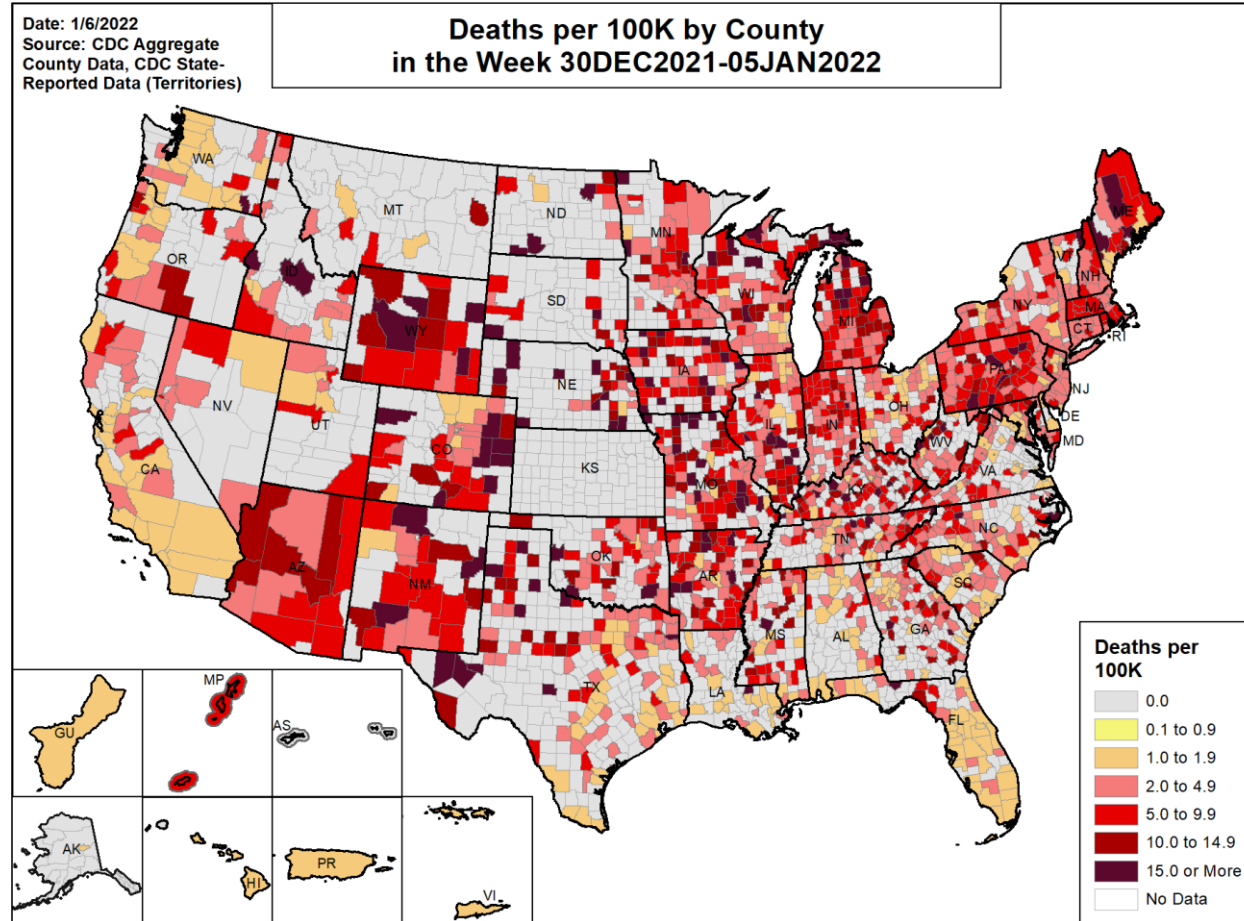 Date: 1/6/2022
Source: CDC Aggregate
County Data, CDC State-
Reported Data (Territories)
Deaths per 100K by County
in the Week 30DEC2021-05JAN2022
WA
MT
ND
MN
ME
OR
ID
SD
WI
MI
VT
NH
NY
MA
CT
RI
WY
IA
PA
NJ
NE
NV
UT
OH
DE
MD
IL
IN
WV
CA
CO
KS
MO
VA
KY
NC
TN
OK
AZ
NM
AR
SC
MS
AL
GA
TX
LA
FL
MP
AS
GU
AK
HI
PR
VI
Deaths per
100K
0.0
0.1 to 0.9
1.0 to 1.9
2.0 to 4.9
5.0 to 9.9
10.0 to 14.9
15.0 or More
No Data